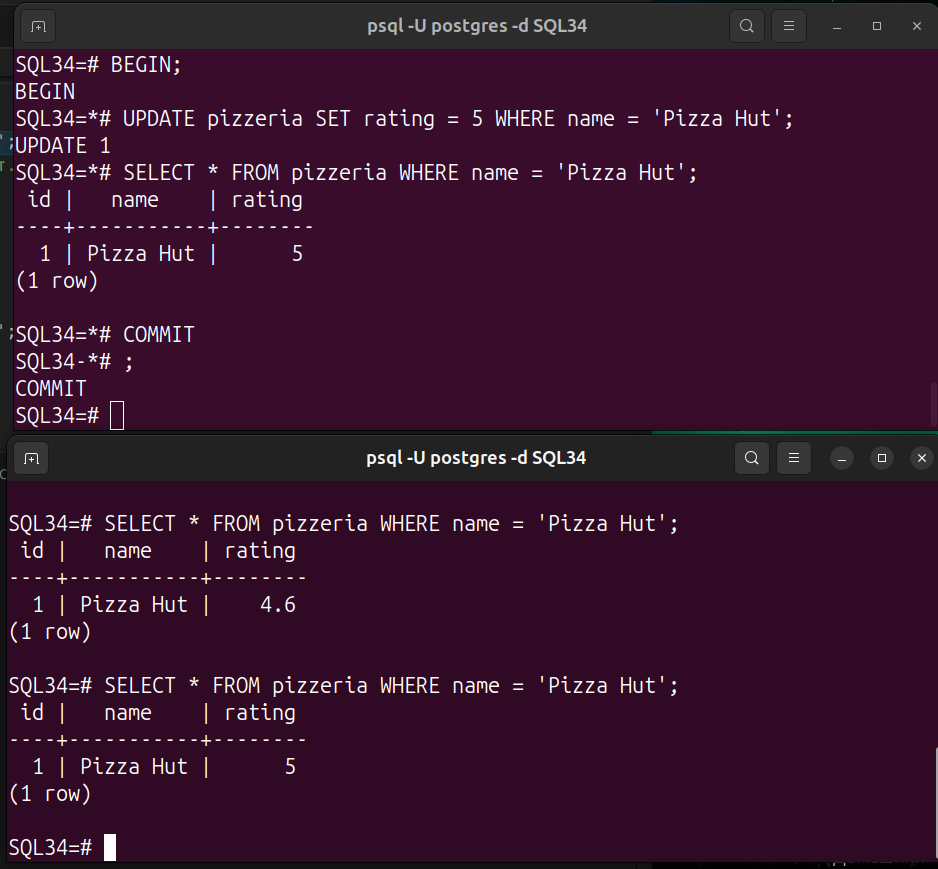 psql -U postgres -d SQL34
SQL34=# BEGIN;
BEGIN
SQL34=*# UPDATE pizzeria SET rating = 5 WHERE name = 'Pizza Hut';
UPDATE 1
SQL34=*# SELECT * FROM pizzeria WHERE name = 'Pizza Hut';
 id |   name    | rating
----+-----------+--------
  1 | Pizza Hut |      5
(1 row)
SQL34=*# COMMIT
SQL34-*# ;
COMMIT
SQL34=#
psql -U postgres -d SQL34
SQL34=# SELECT * FROM pizzeria WHERE name = 'Pizza Hut';
 id |   name    | rating
----+-----------+--------
  1 | Pizza Hut |    4.6
(1 row)
SQL34=# SELECT * FROM pizzeria WHERE name = 'Pizza Hut';
 id |   name    | rating
----+-----------+--------
  1 | Pizza Hut |      5
(1 row)
SQL34=#